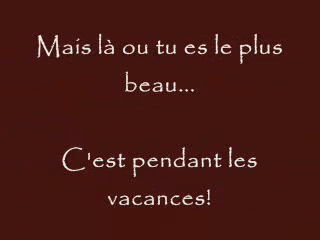 Mais là ou tu es le plus
beau...
C'est pendant les
vacances!